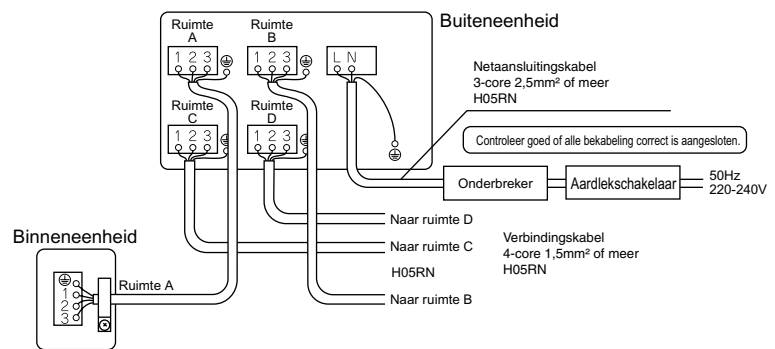 Buiteneenheid
Ruimte
A
1 2 3
Ruimte
B
1 2 3
L N
Ruimte
C
1 2 3
Ruimte
D
1 2 3
Netaansluitingskabel
3-core 2,5mm² of meer
H05RN
Controleer goed of alle bekabeling correct is aangesloten.
Onderbreker
Aardlekschakelaar
50Hz
220-240V
Naar ruimte D
Naar ruimte C
H05RN
Naar ruimte B
Verbindingskabel
4-core 1,5mm² of meer
H05RN
Binneneenheid
Ruimte A
1
2
3